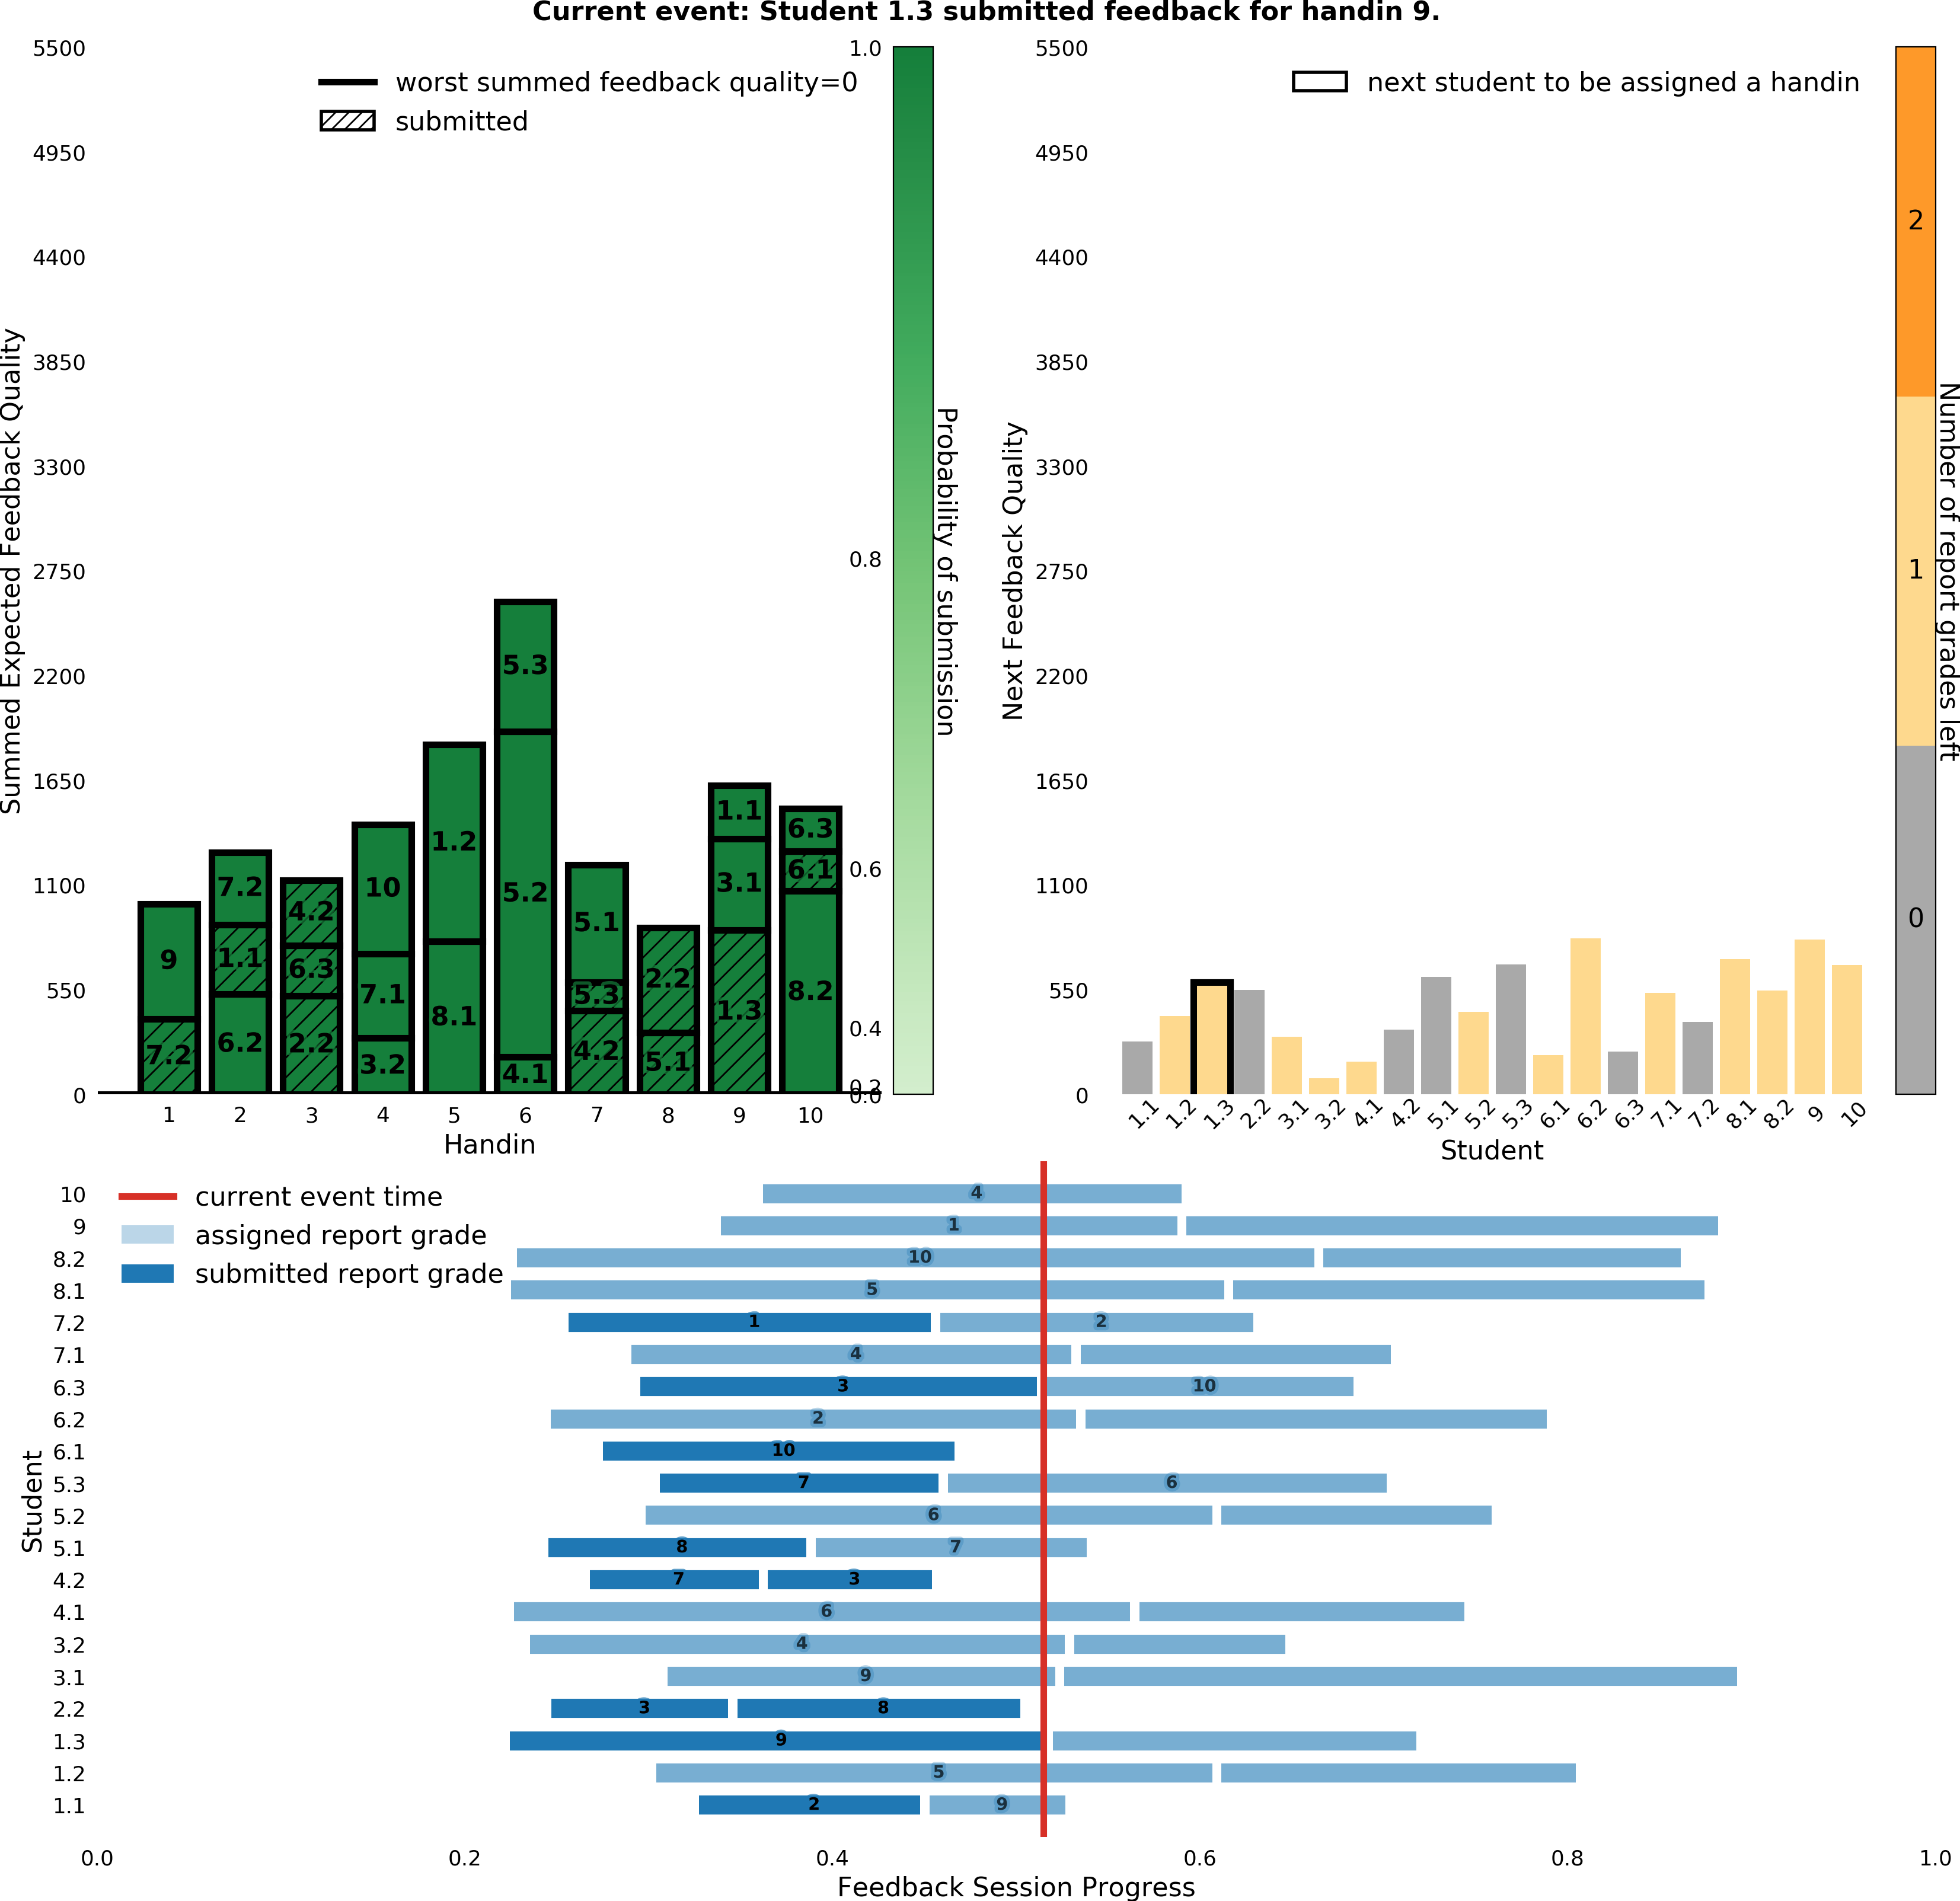 Current event: Student 1.3 submitted feedback for handin 9.
Summed Expected Feedback Quality
5500
4950
4400
3850
3300
2750
2200
1650
1100
550
0
worst summed feedback quality=0
submitted
9
7.2
7.2
1.1
6.2
4.2
6.3
2.2
10
7.1
3.2
1.2
8.1
5.3
5.2
4.1
5.1
5.3
4.2
2.2
5.1
1.1
3.1
1.3
6.3
6.1
8.2
1 2 3 4 5 6 7 8 9 10
Handin
1.0
0.8
0.6
0.4
0.2
0.0
Probability of submission
Next Feedback Quality
5500
4950
4400
3850
3300
2750
2200
1650
1100
550
0
next student to be assigned a handin
1.1 1.2 1.3 2.2 3.1 3.2 4.1 4.2 5.1 5.2 5.3 6.1 6.2 6.3 7.1 7.2 8.1 8.2 9 10
Student
2
1
0
Number of report grades left
current event time
assigned report grade
submitted report grade
Student
10 4
9 1
8.2 10
8.1 5
7.2 1 2
7.1 4
6.3 3 10
6.2 2
6.1 10
5.3 7 6
5.2 6
5.1 8 7
4.2 7 3
4.1 6
3.2 4
3.1 9
2.2 3 8
1.3 9
1.2 5
1.1 2 9
0.0 0.2 0.4 0.6 0.8 1.0
Feedback Session Progress